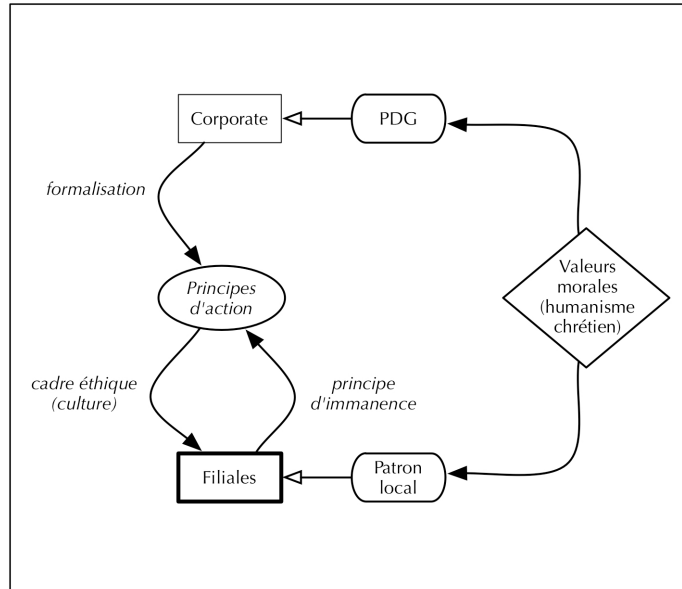 Corporate
PDG
formalisation
Valeurs
morales
(humanisme
chrétien)
Principes
d'action
cadre éthique
(culture)
principe
d'immanence
Filiales
Patron
local